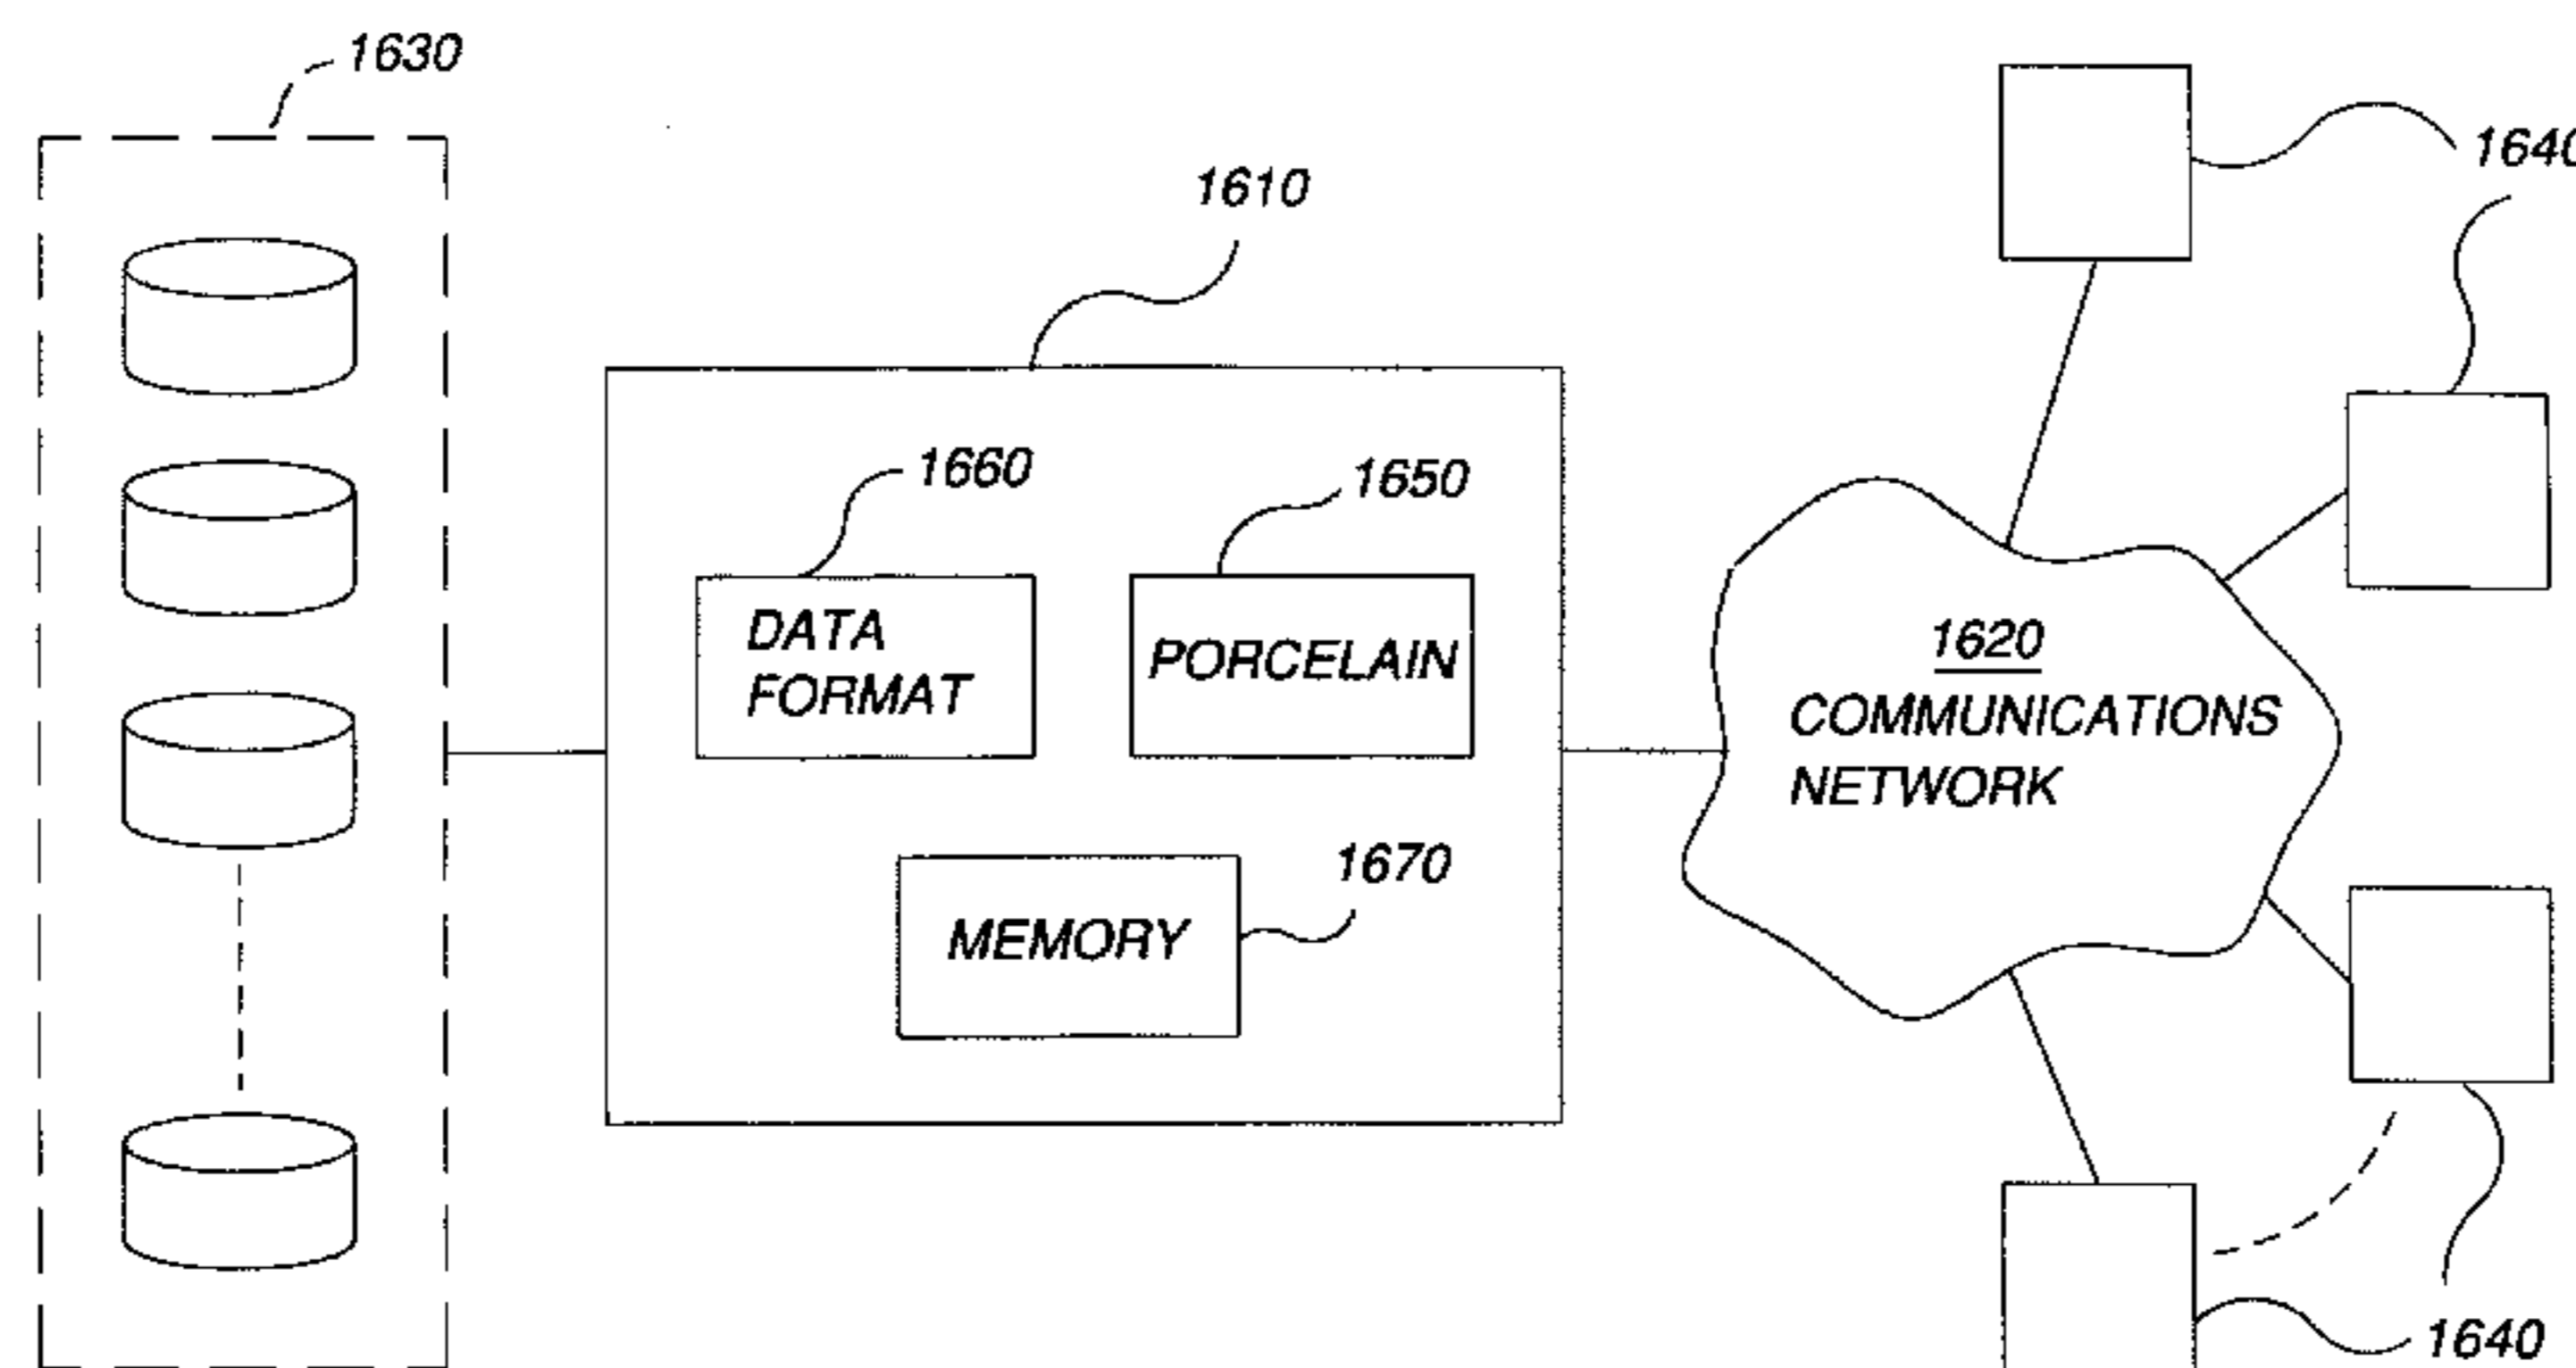 1630
1610
1640
1660
1650
DATA
FORMAT
PORCELAIN
1620
COMMUNICATIONS
NETWORK
1670
MEMORY
1640